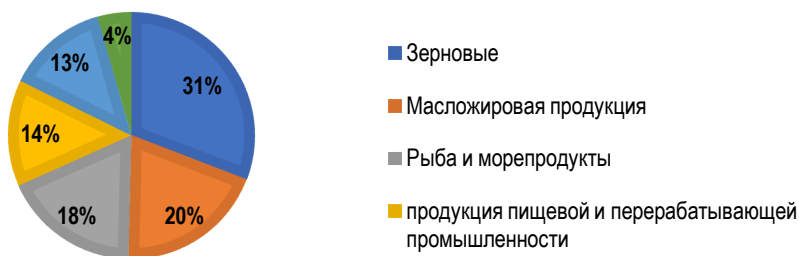 4%
13%
31%
14%
18%
20%
Зерновые
Масложировая продукция
Рыба и морепродукты
продукция пищевой и перерабатывающей
промышленности